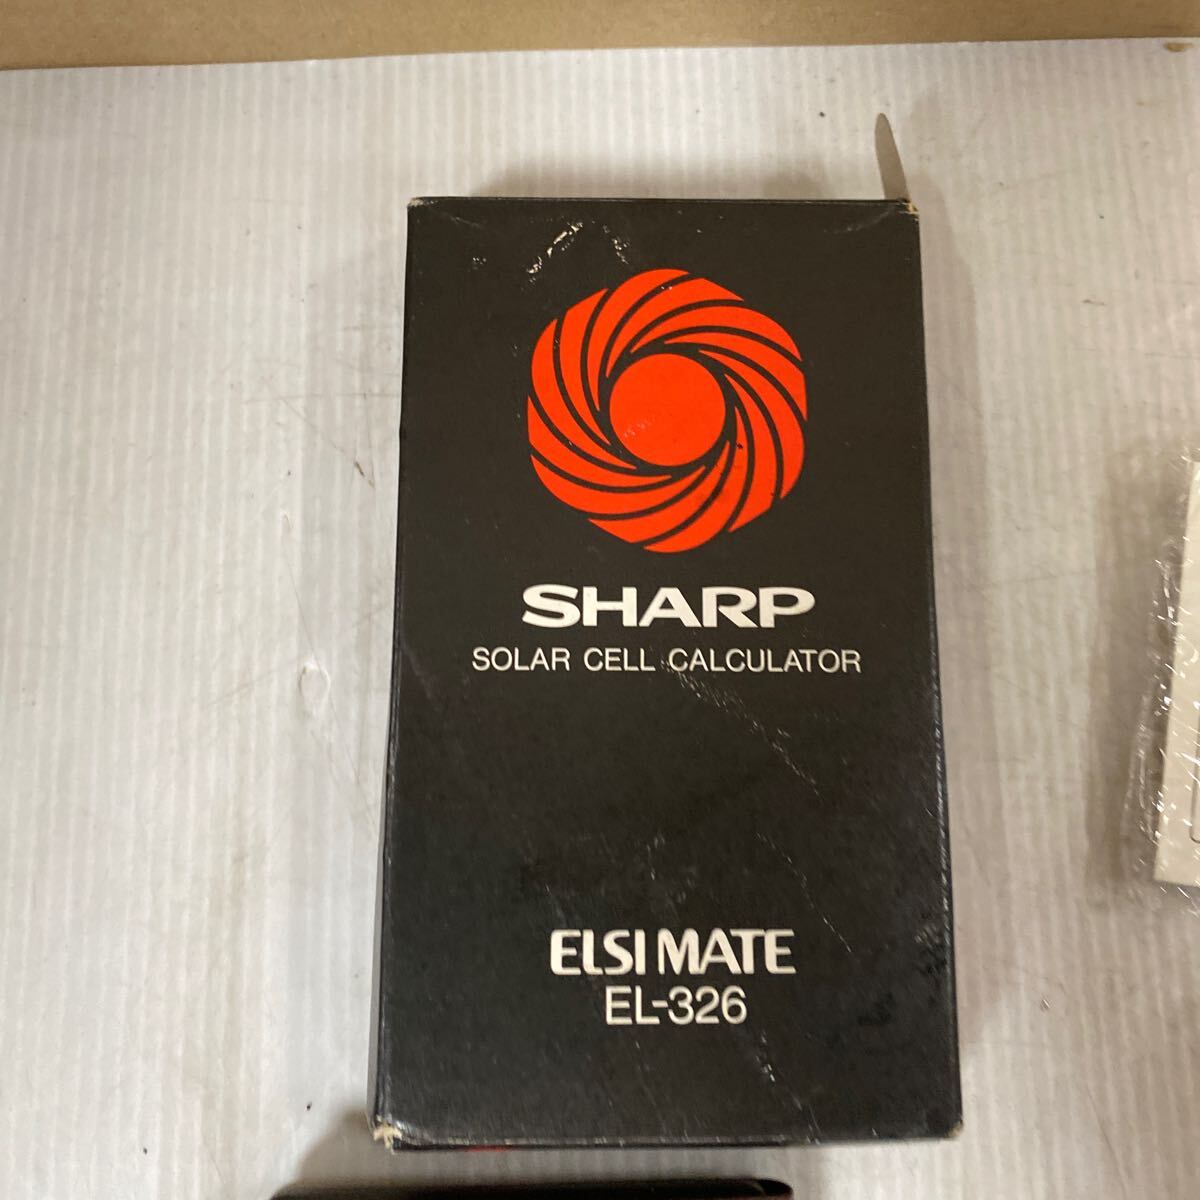 SHARP
SOLAR CELL CALCULATOR
ELSI MATE
EL-326